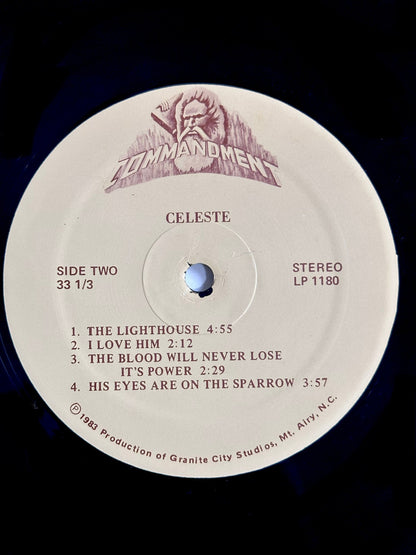 COMMANDMENT
CELESTE
SIDE TWO
33 1/3
STEREO
LP 1180
1. THE LIGHTHOUSE 4:55
2. I LOVE HIM 2:12
3. THE BLOOD WILL NEVER LOSE
IT'S POWER 2:29
4. HIS EYES ARE ON THE SPARROW 3:57
Ⓟ1983 Production of Granite City Studios, Mt. Airy, N.C.